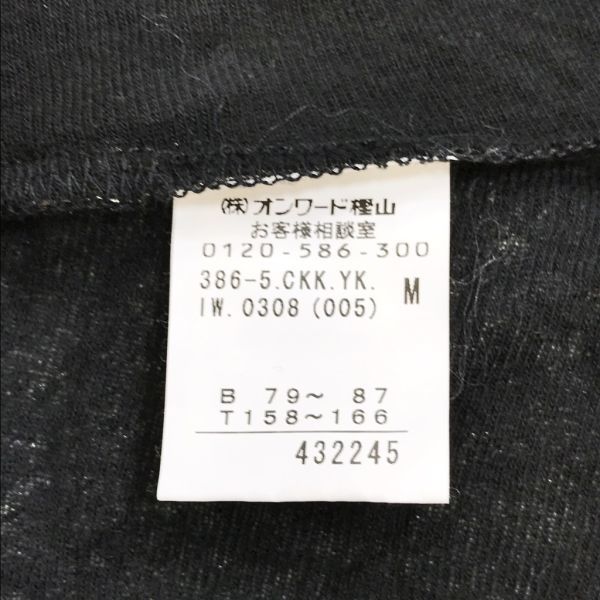 (株)オンワード樫山
お客様相談室
0120-586-300
386-5.CKK.YK.
IW.0308(005) M
B 79～ 87
T158～166
432245